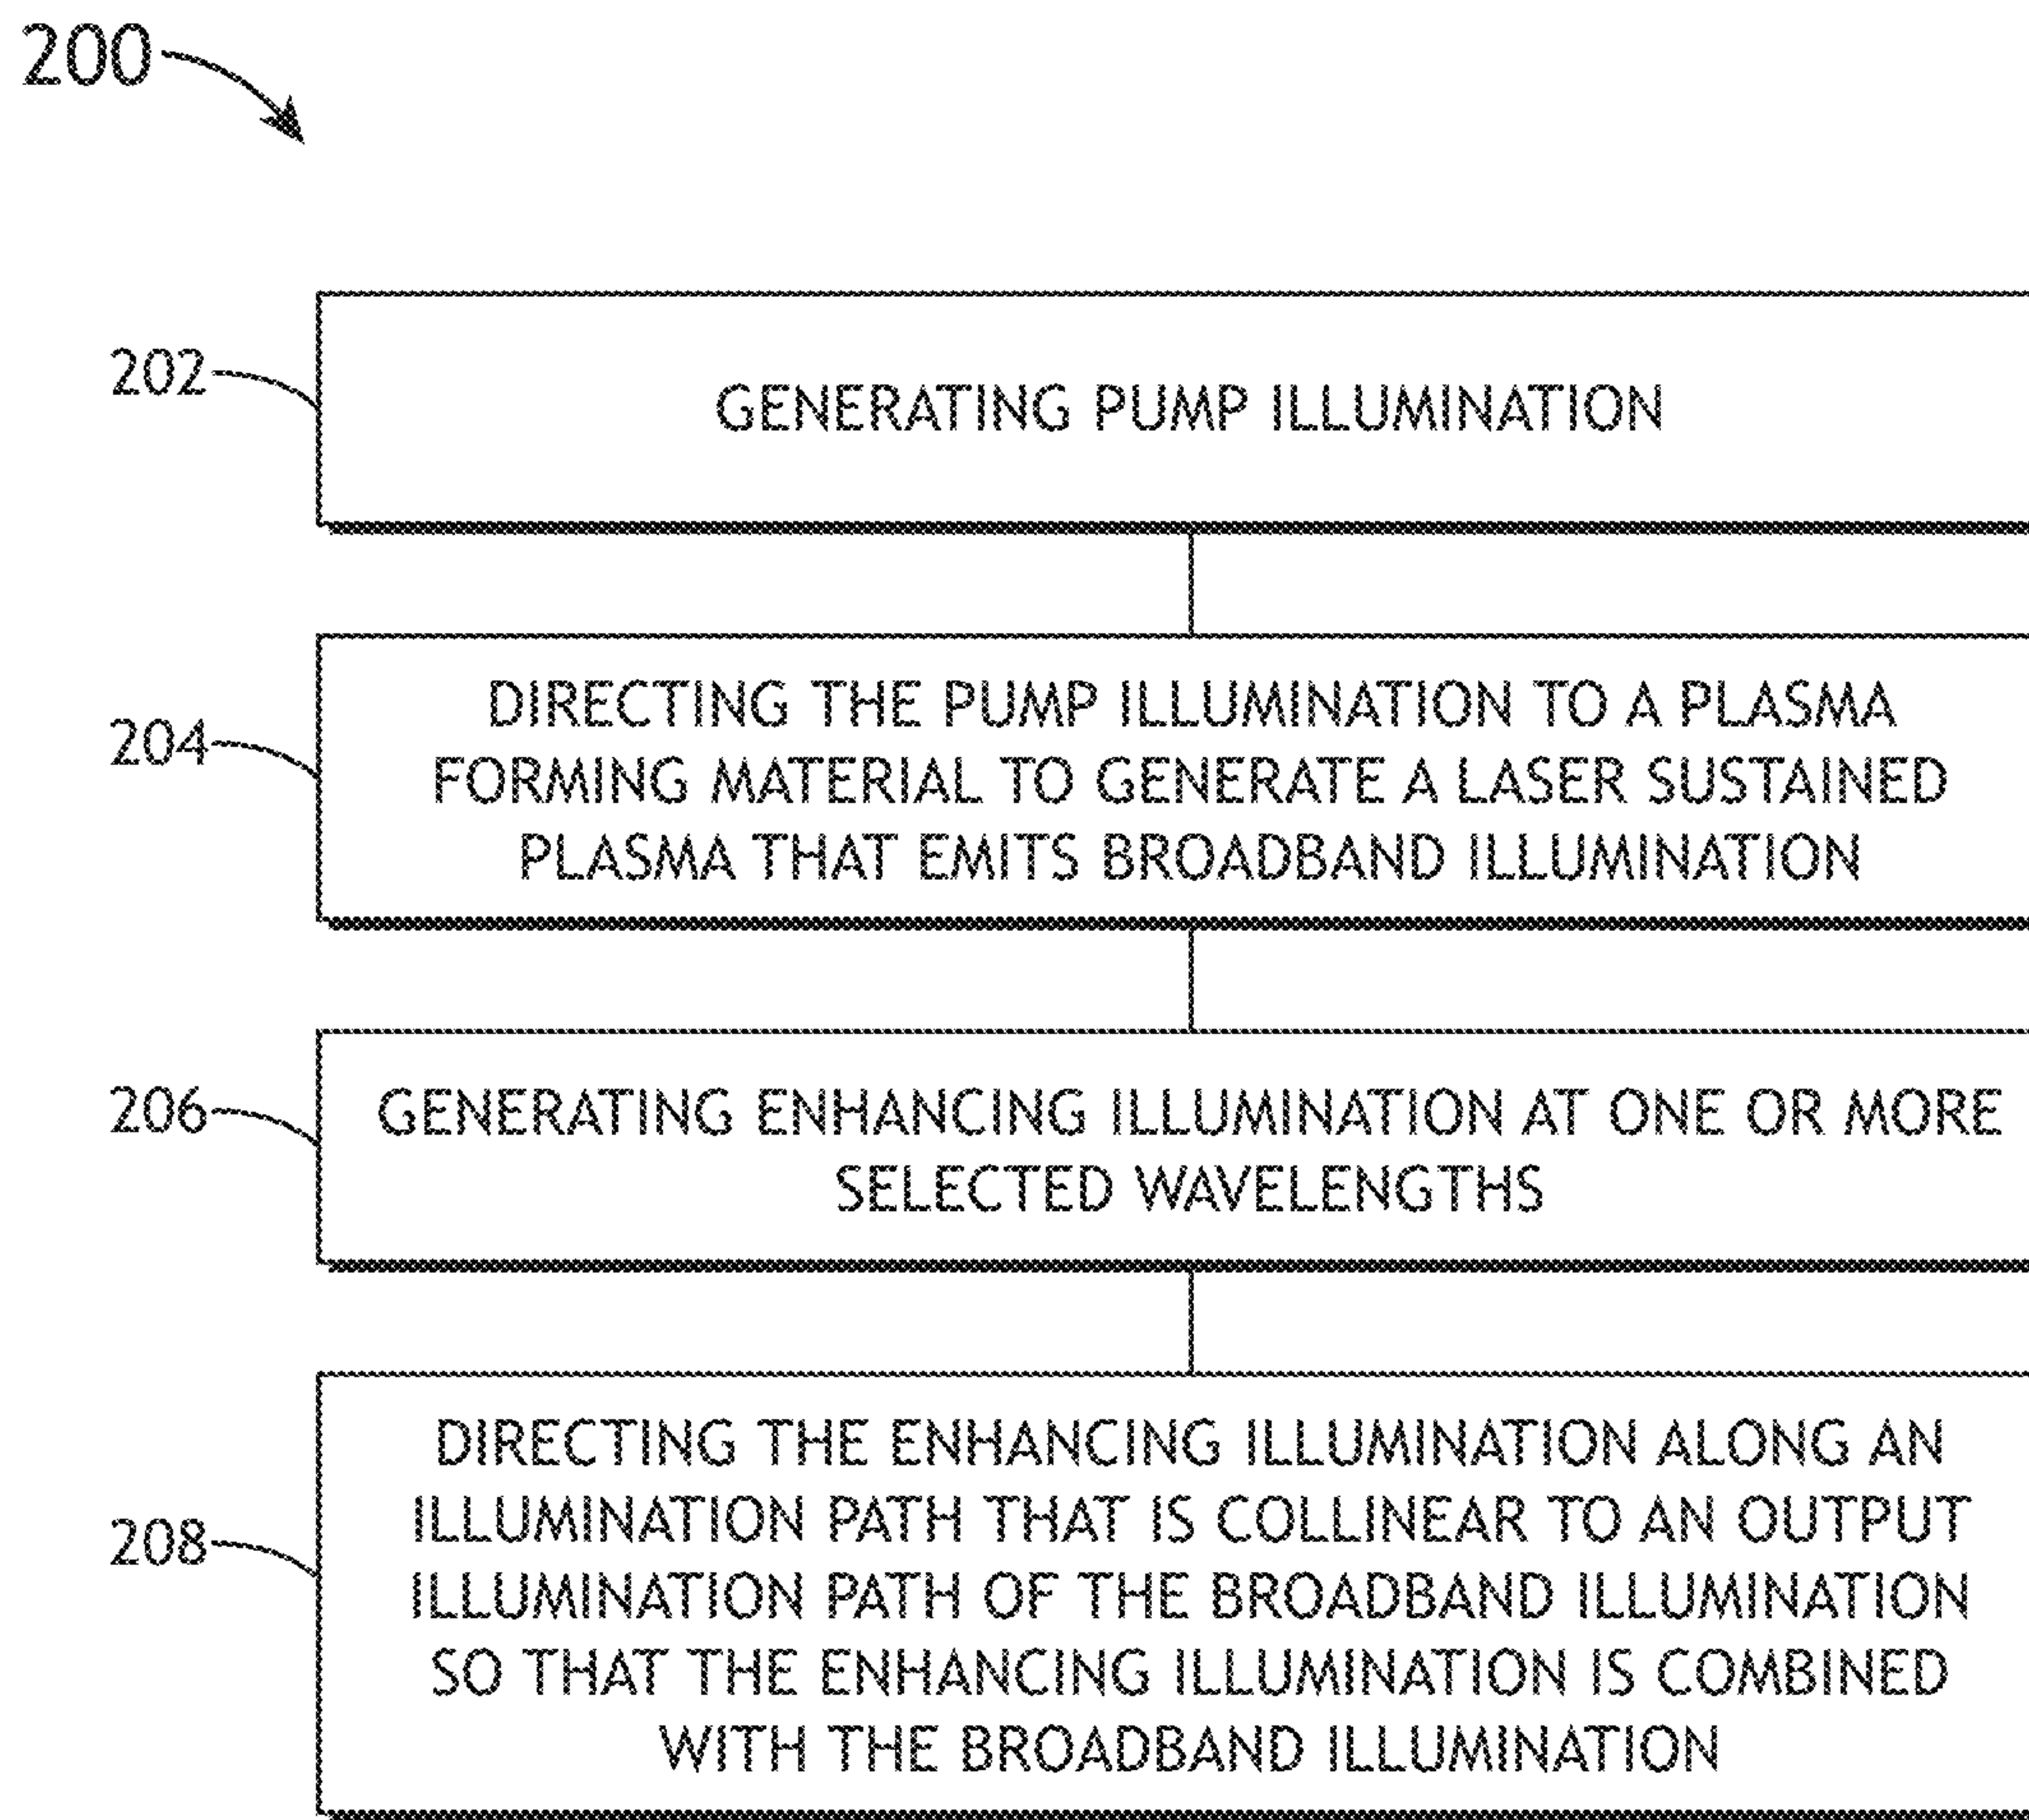 200
202
GENERATING PUMP ILLUMINATION
204
DIRECTING THE PUMP ILLUMINATION TO A PLASMA
FORMING MATERIAL TO GENERATE A LASER SUSTAINED
PLASMA THAT EMITS BROADBAND ILLUMINATION
206
GENERATING ENHANCING ILLUMINATION AT ONE OR MORE
SELECTED WAVELENGTHS
208
DIRECTING THE ENHANCING ILLUMINATION ALONG AN
ILLUMINATION PATH THAT IS COLLINEAR TO AN OUTPUT
ILLUMINATION PATH OF THE BROADBAND ILLUMINATION
SO THAT THE ENHANCING ILLUMINATION IS COMBINED
WITH THE BROADBAND ILLUMINATION